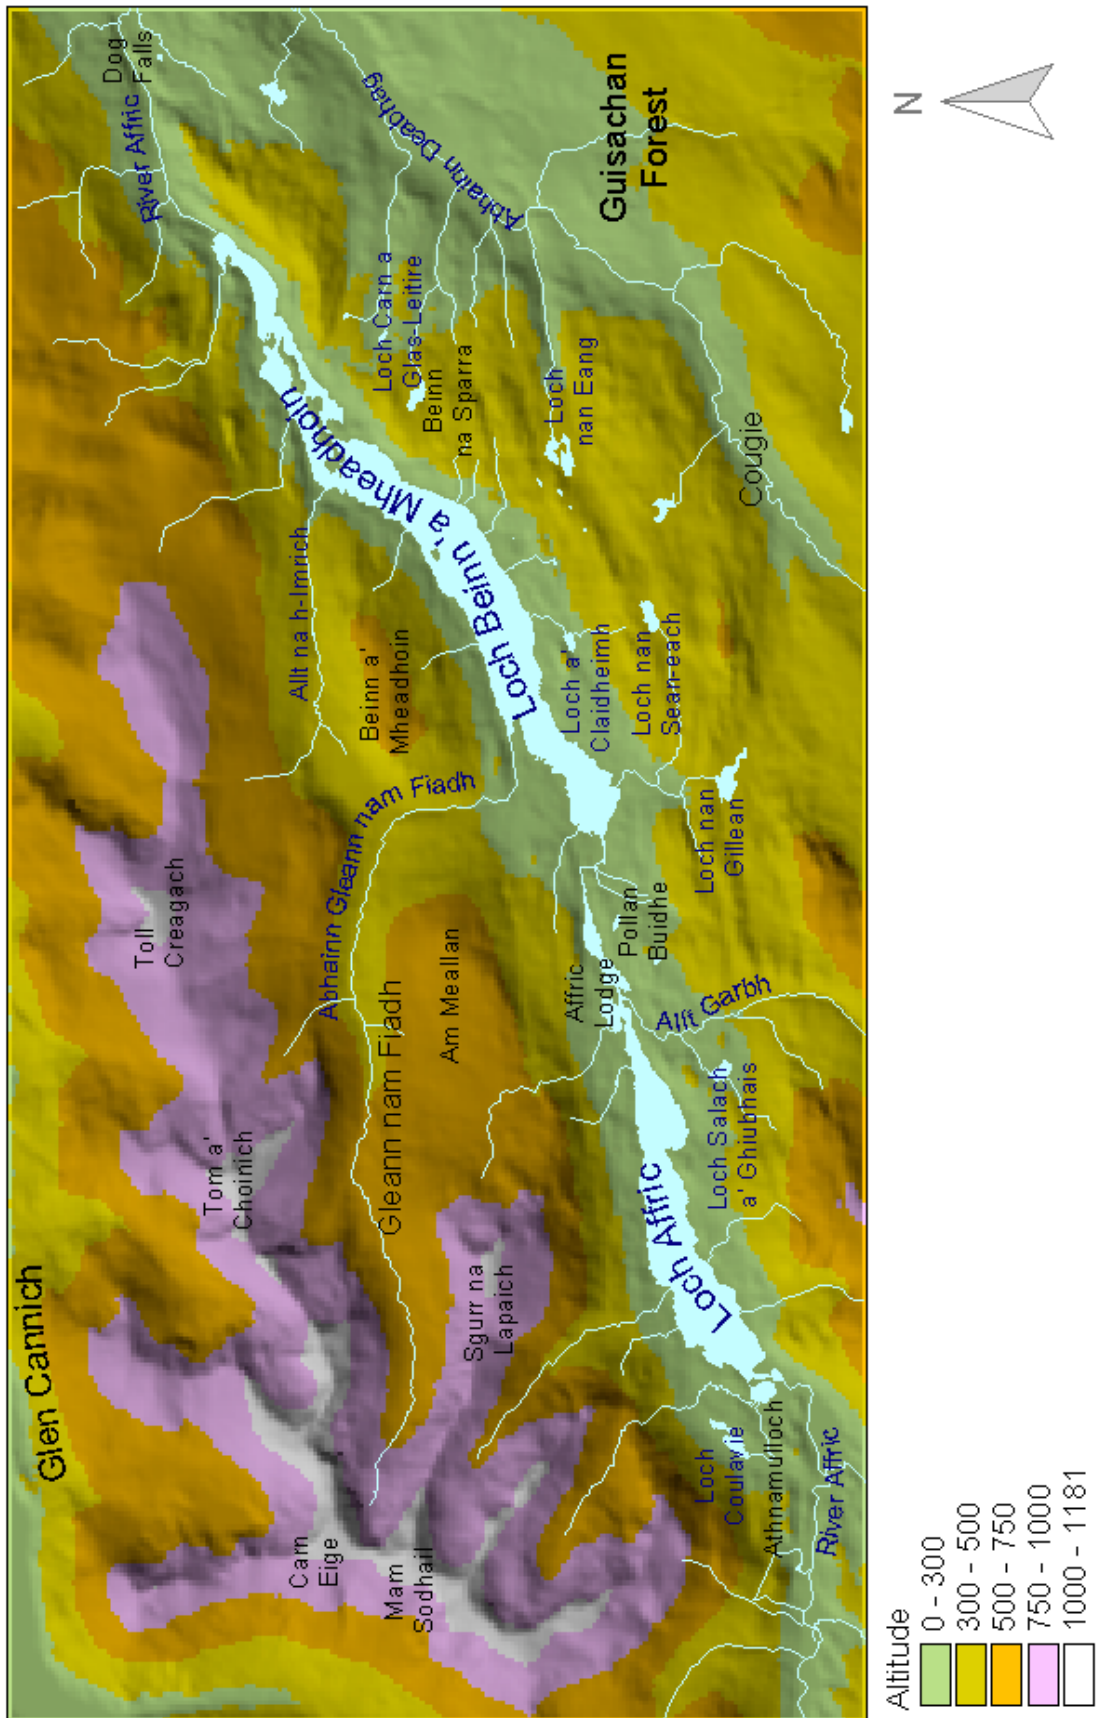 Glen Cannich
Carn
Eige
Mam
Sodhail
Tom a'
Choinich
Toll
Creagach
Sgurr na
Lapaich
Gleann nam Fiadh
Am Meallan
Abhainn Gleann nam Fiadh
Beinn a'
Mheadhoin
Allt na h-Imrich
River Affric
Dog
Falls
Loch Beinn 'a Mheadhoin
Loch Carn a
Glas-Leitire
Beinn
na Sparra
Abhainn Deabhag
Guisachan
Forest
Loch
nan Eang
Cougie
Loch a'
Claidheimh
Loch nan
Sean-each
Loch nan
Gillean
Pollan
Buidhe
Affric
Lodge
Allt Garbh
Loch Salach
a' Ghiubhais
Loch Affric
Loch
Coulavie
Athnamulloch
River Affric
Altitude
0 - 300
300 - 500
500 - 750
750 - 1000
1000 - 1181
N